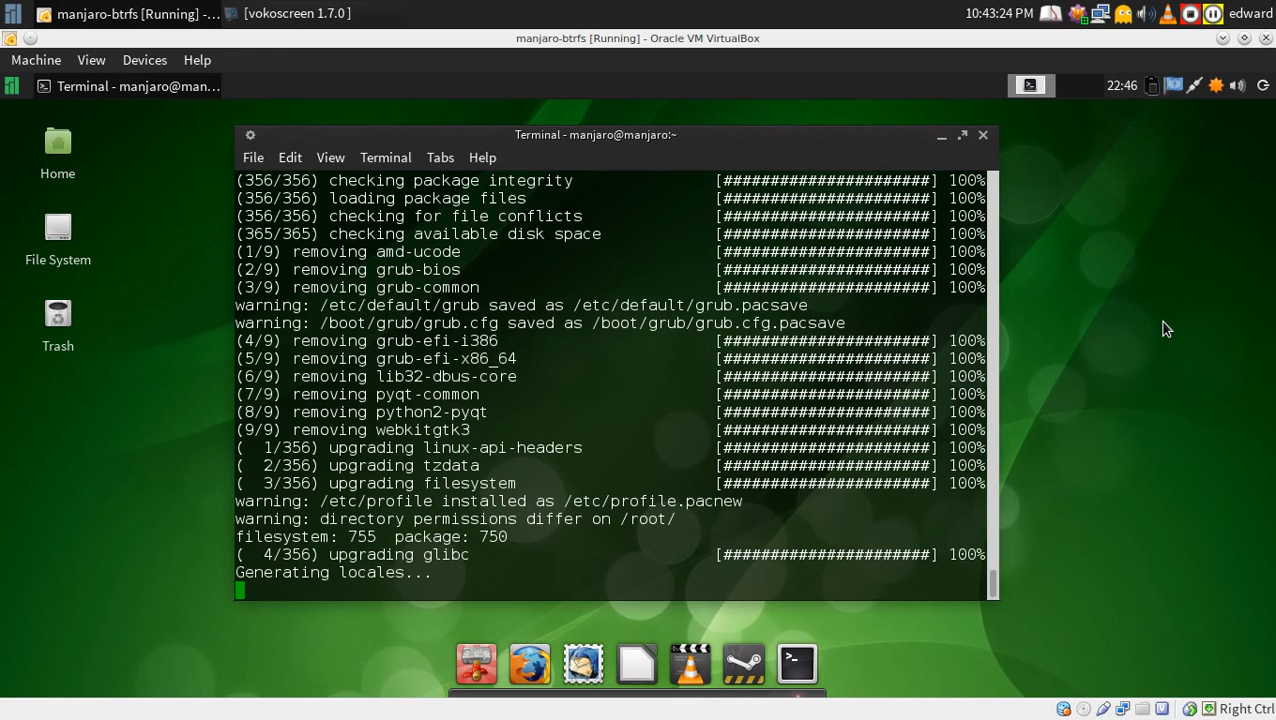 manjaro-btrfs [Running] -...
[vokoscreen 1.7.0 ]
10:43:24 PM
edward
manjaro-btrfs [Running] - Oracle VM VirtualBox
Machine View Devices Help
Terminal - manjaro@man...
22:46
Home
File System
Trash
Terminal - manjaro@manjaro:~
File Edit View Terminal Tabs Help
(356/356) checking package integrity [######################] 100%
(356/356) loading package files [######################] 100%
(356/356) checking for file conflicts [######################] 100%
(365/365) checking available disk space [######################] 100%
(1/9) removing amd-ucode [######################] 100%
(2/9) removing grub-bios [######################] 100%
(3/9) removing grub-common [######################] 100%
warning: /etc/default/grub saved as /etc/default/grub.pacsave
warning: /boot/grub/grub.cfg saved as /boot/grub/grub.cfg.pacsave
(4/9) removing grub-efi-i386 [######################] 100%
(5/9) removing grub-efi-x86_64 [######################] 100%
(6/9) removing lib32-dbus-core [######################] 100%
(7/9) removing pyqt-common [######################] 100%
(8/9) removing python2-pyqt [######################] 100%
(9/9) removing webkitgtk3 [######################] 100%
(  1/356) upgrading linux-api-headers [######################] 100%
(  2/356) upgrading tzdata [######################] 100%
(  3/356) upgrading filesystem [######################] 100%
warning: /etc/profile installed as /etc/profile.pacnew
warning: directory permissions differ on /root/
filesystem: 755  package: 750
(  4/356) upgrading glibc [######################] 100%
Generating locales...
Right Ctrl